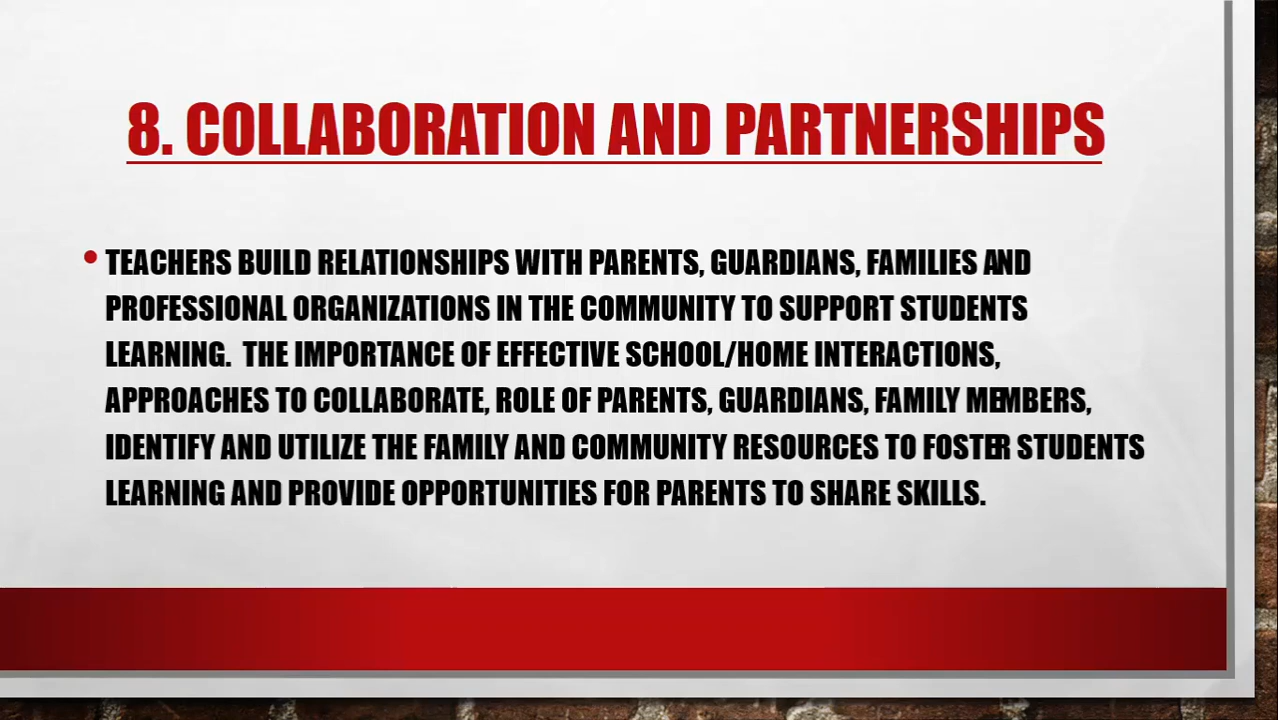 8. COLLABORATION AND PARTNERSHIPS
• TEACHERS BUILD RELATIONSHIPS WITH PARENTS, GUARDIANS, FAMILIES AND
PROFESSIONAL ORGANIZATIONS IN THE COMMUNITY TO SUPPORT STUDENTS
LEARNING.  THE IMPORTANCE OF EFFECTIVE SCHOOL/HOME INTERACTIONS,
APPROACHES TO COLLABORATE, ROLE OF PARENTS, GUARDIANS, FAMILY MEMBERS,
IDENTIFY AND UTILIZE THE FAMILY AND COMMUNITY RESOURCES TO FOSTER STUDENTS
LEARNING AND PROVIDE OPPORTUNITIES FOR PARENTS TO SHARE SKILLS.